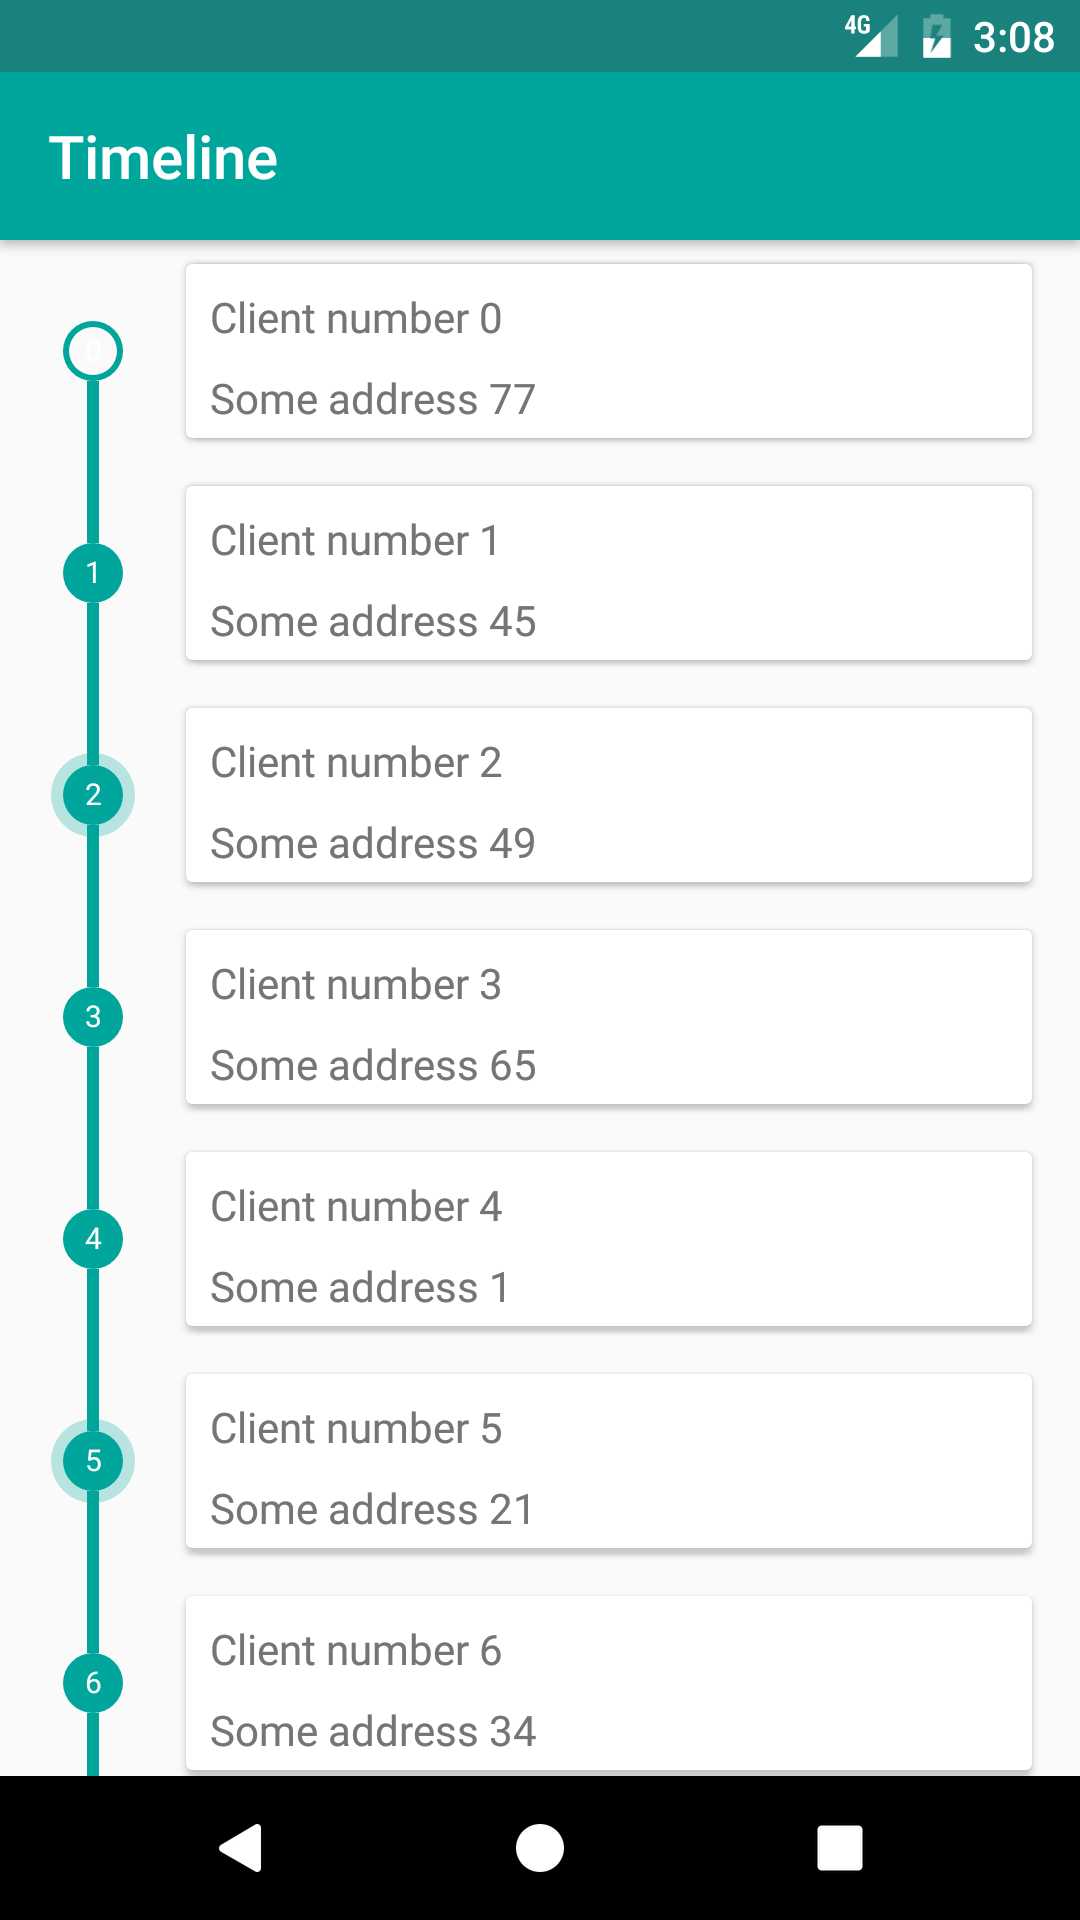 4G 3:08
Timeline
0
Client number 0
Some address 77
1
Client number 1
Some address 45
2
Client number 2
Some address 49
3
Client number 3
Some address 65
4
Client number 4
Some address 1
5
Client number 5
Some address 21
6
Client number 6
Some address 34